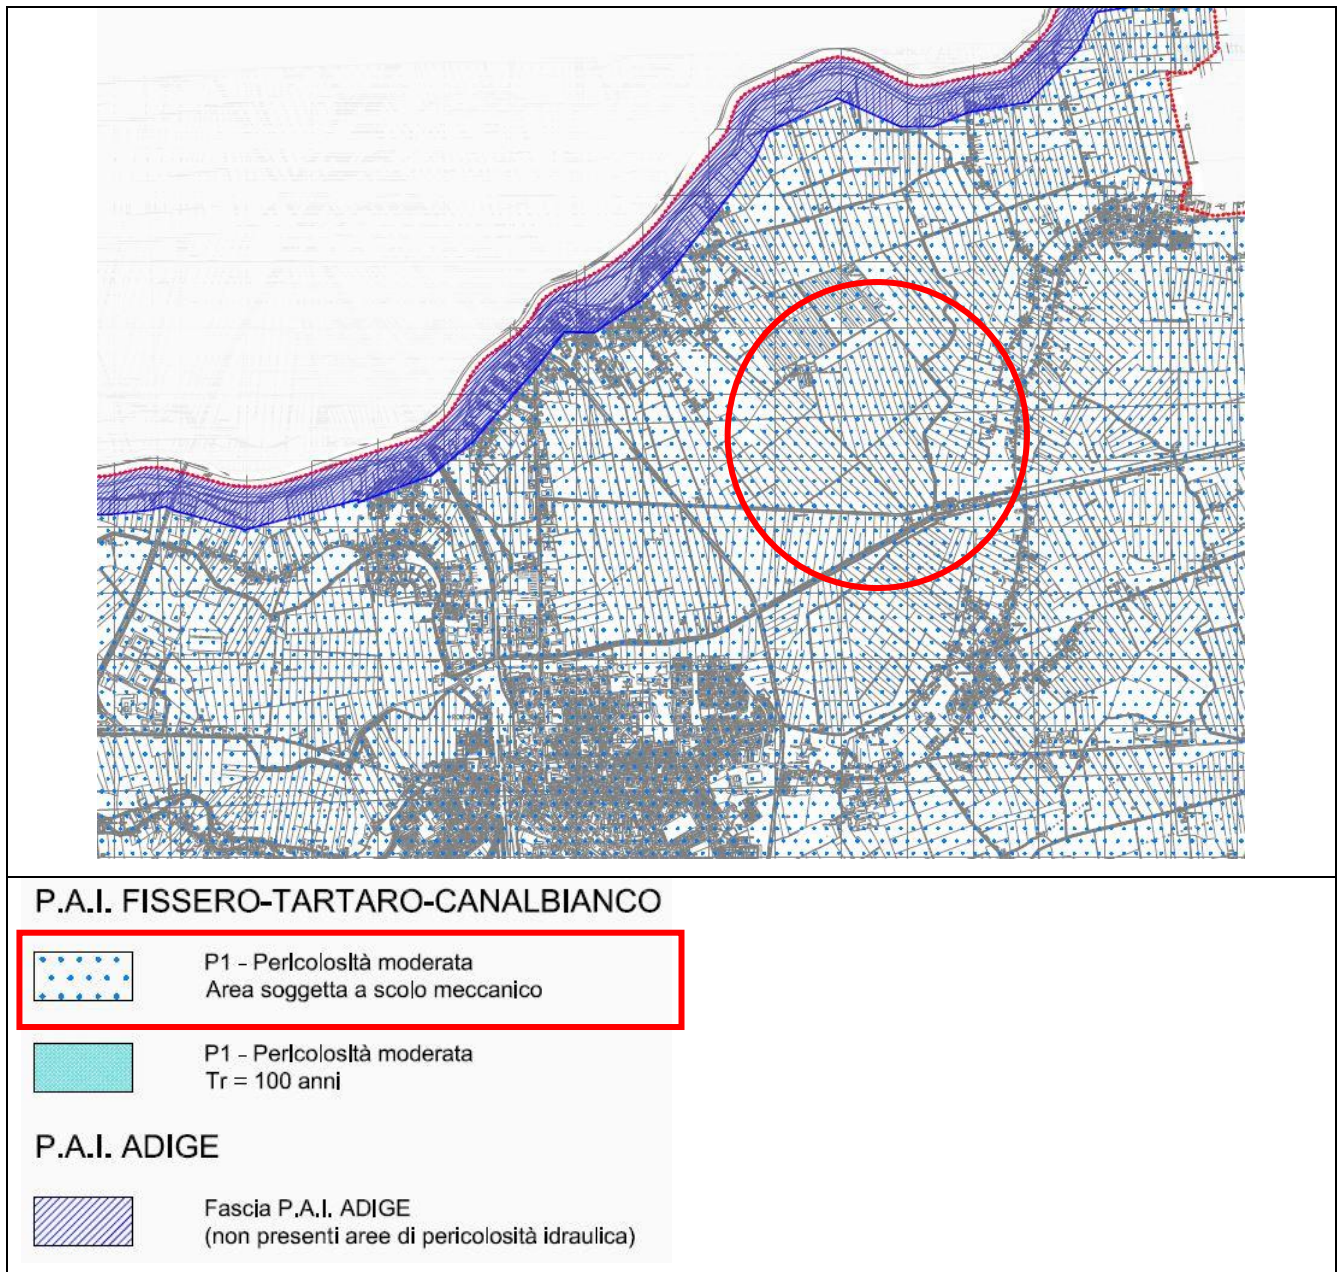 P.A.I. FISSERO-TARTARO-CANALBIANCO
P1 - Pericolosità moderata
Area soggetta a scolo meccanico
P1 - Pericolosità moderata
Tr = 100 anni
P.A.I. ADIGE
Fascia P.A.I. ADIGE
(non presenti aree di pericolosità idraulica)